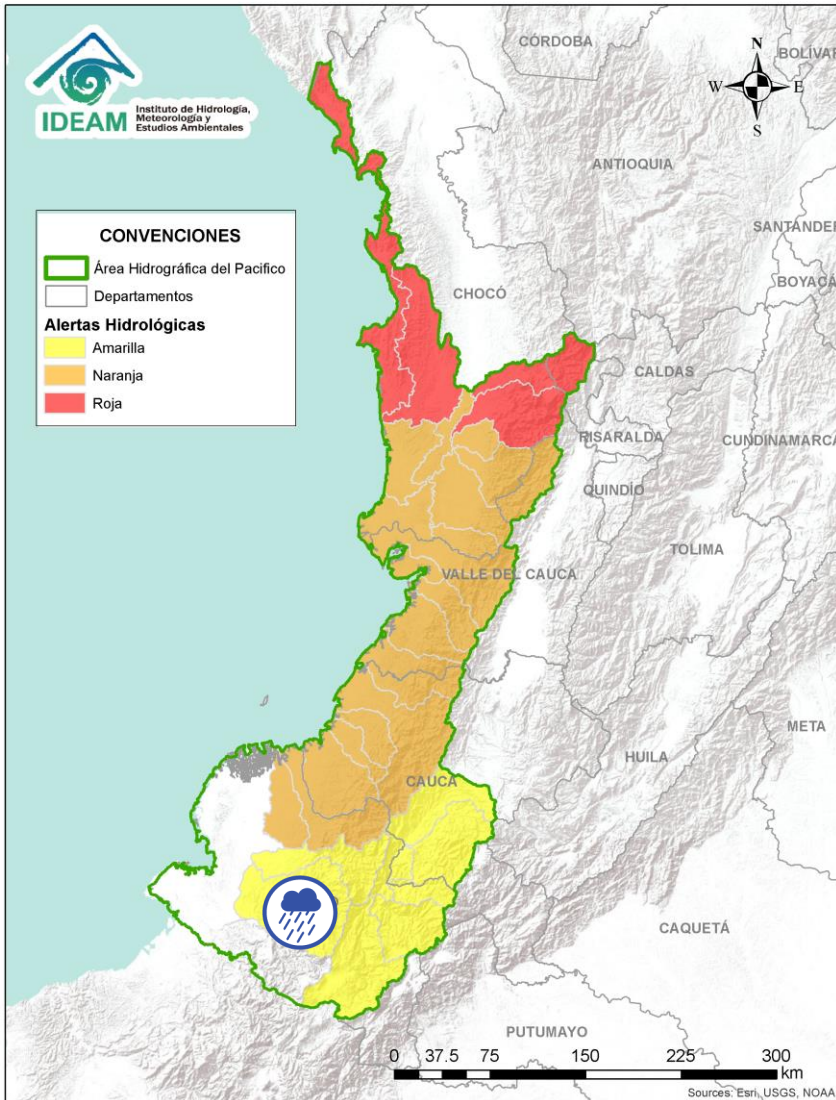 CÓRDOBA
BOLÍVAR
N
W E
S
IDEAM
Instituto de Hidrología,
Meteorología y
Estudios Ambientales
ANTIOQUIA
SANTANDER
CONVENCIONES
Área Hidrográfica del Pacifico
Departamentos
Alertas Hidrológicas
Amarilla
Naranja
Roja
BOYACÁ
CHOCÓ
CALDAS
RISARALDA
CUNDINAMARCA
QUINDÍO
TOLIMA
VALLE DEL CAUCA
META
HUILA
CAUCA
CAQUETÁ
PUTUMAYO
0 37.5 75 150 225 300
km
Sources: Esri, USGS, NOAA